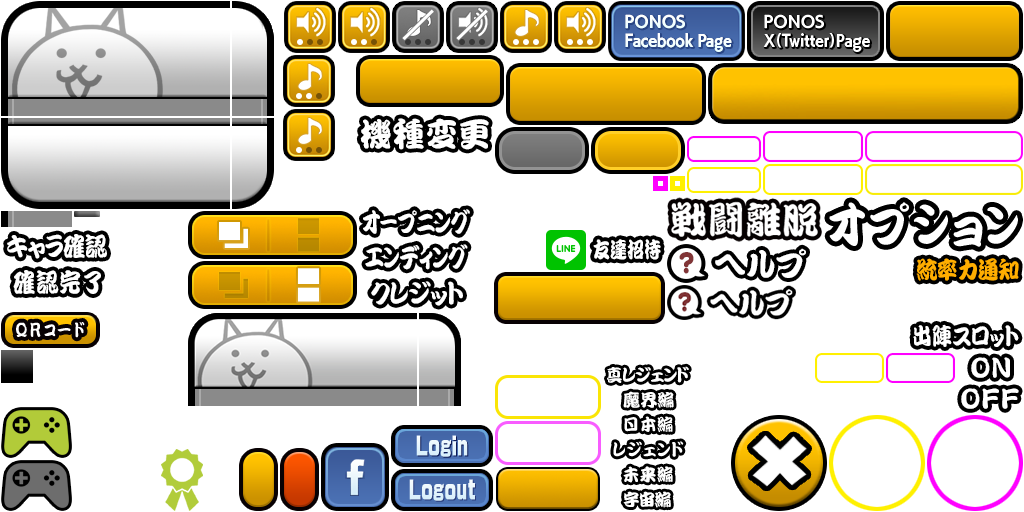 PONOS
Facebook Page
PONOS
X(Twitter)Page
機種変更
オープニング
エンディング
クレジット
キャラ確認
確認完了
QRコード
LINE
友達招待
戦闘離脱
オプション
? ヘルプ
統率力通知
? ヘルプ
出陣スロット
ON
OFF
真レジェンド
魔界編
日本編
レジェンド
未来編
宇宙編
f
Login
Logout